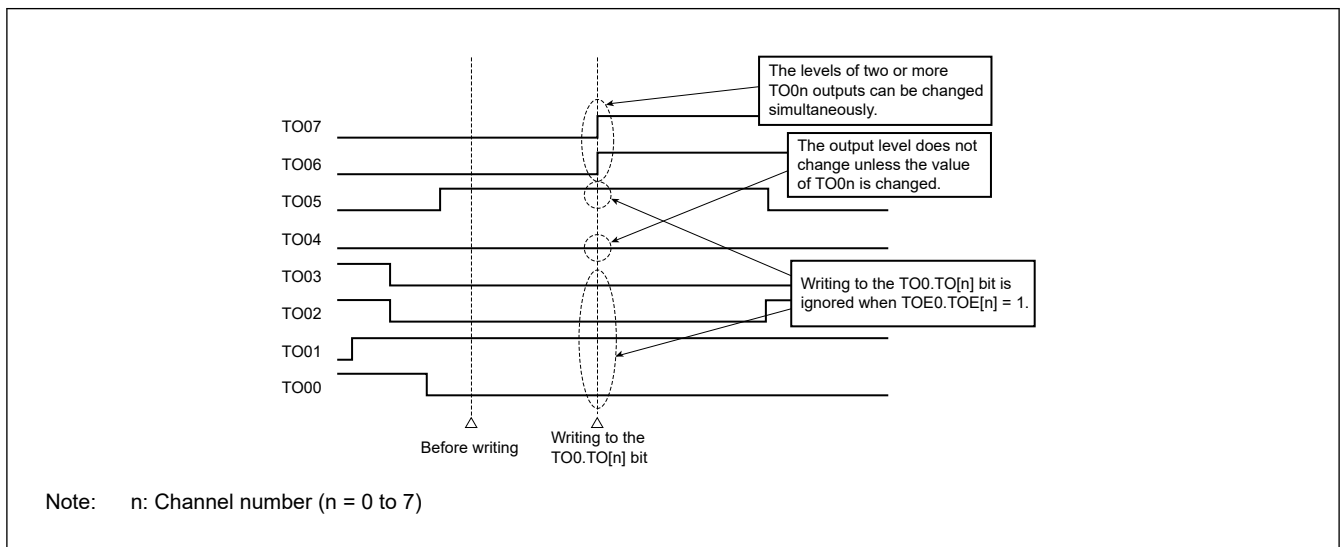 The levels of two or more
TO0n outputs can be changed
simultaneously.
TO07
The output level does not
change unless the value
of TO0n is changed.
TO06
TO05
TO04
TO03
Writing to the TO0.TO[n] bit is
ignored when TOE0.TOE[n] = 1.
TO02
TO01
TO00
Before writing
Writing to the
TO0.TO[n] bit
Note: n: Channel number (n = 0 to 7)